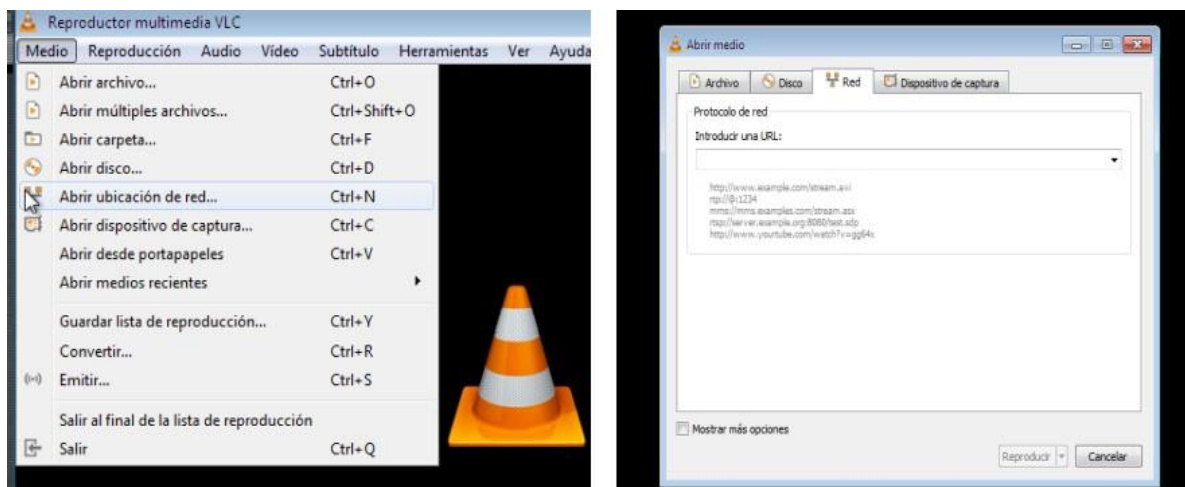 Reproductor multimedia VLC
Medio Reproducción Audio Vídeo Subtítulo Herramientas Ver Ayuda
Abrir archivo... Ctrl+O
Abrir múltiples archivos... Ctrl+Shift+O
Abrir carpeta... Ctrl+F
Abrir disco... Ctrl+D
Abrir ubicación de red... Ctrl+N
Abrir dispositivo de captura... Ctrl+C
Abrir desde portapapeles Ctrl+V
Abrir medios recientes
Guardar lista de reproducción... Ctrl+Y
Convertir... Ctrl+R
Emitir... Ctrl+S
Salir al final de la lista de reproducción
Salir Ctrl+Q
Abrir medio
Archivo Disco Red Dispositivo de captura
Protocolo de red
Introducir una URL:
http://www.example.com/stream.avi
rtp://@:1234
mms://mms.examples.com/stream.asx
rtsp://server.example.org:8080/test.sdp
http://www.yourtube.com/watch?v=gg64x
Mostrar más opciones
Reproducir Cancelar